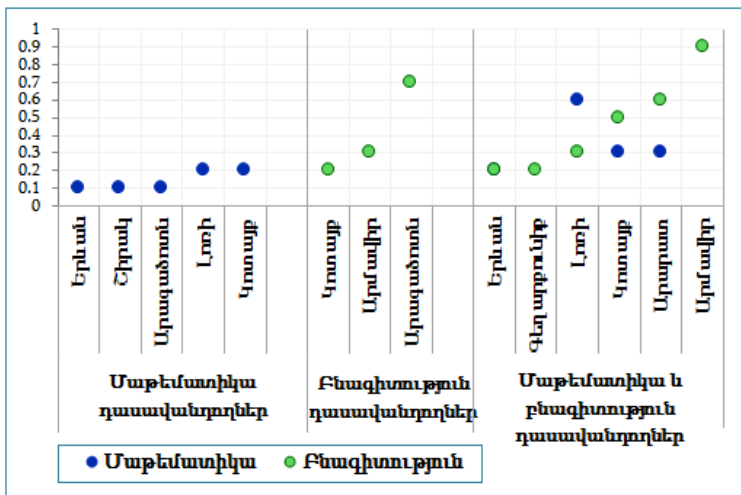 1
0.9
0.8
0.7
0.6
0.5
0.4
0.3
0.2
0.1
0
Երևան
Շիրակ
Արագածոտն
Լոռի
Կոտայք
Կոտայք
Արմավիր
Արագածոտն
Երևան
Գեղարքունիք
Լոռի
Կոտայք
Արարատ
Արմավիր
Մաթեմատիկա
դասավանդողներ
Բնագիտություն
դասավանդողներ
Մաթեմատիկա և
բնագիտություն
դասավանդողներ
Մաթեմատիկա Բնագիտություն